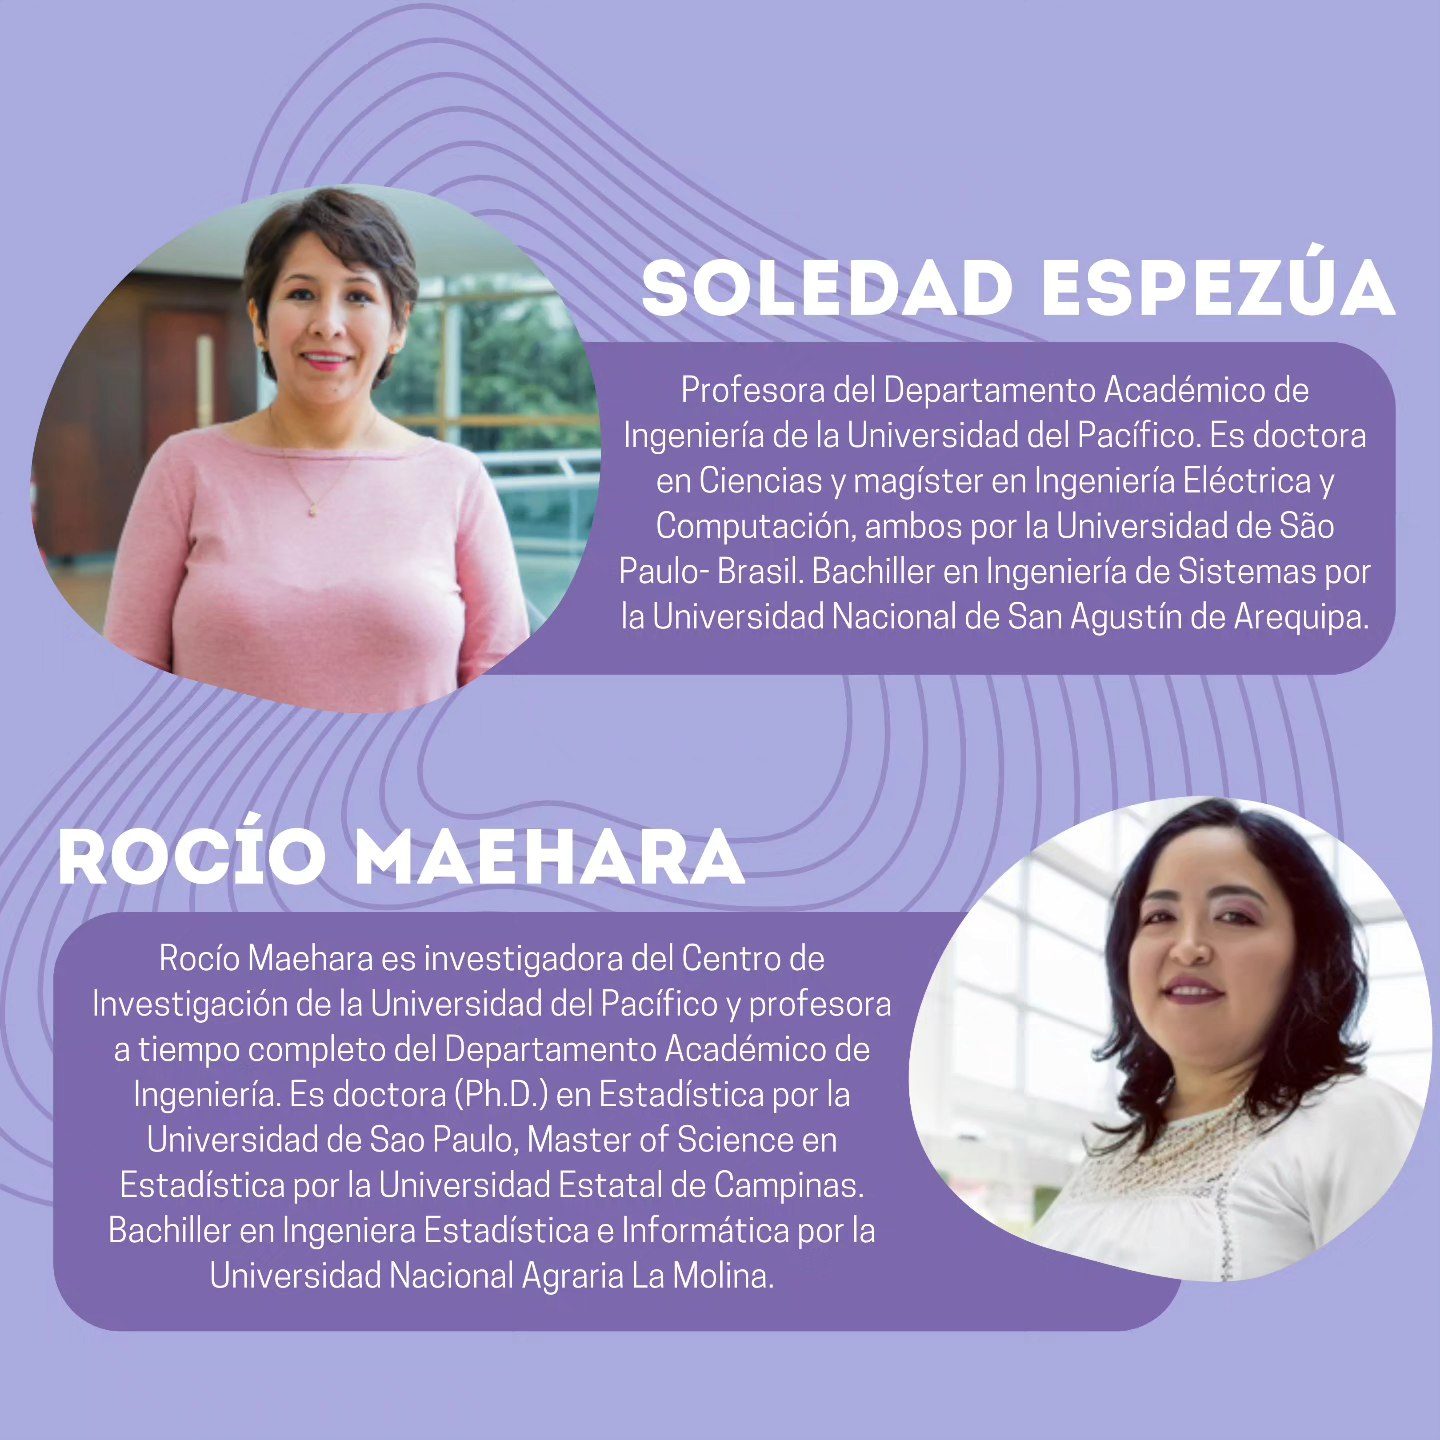 SOLEDAD ESPEZÚA
Profesora del Departamento Académico de
Ingeniería de la Universidad del Pacífico. Es doctora
en Ciencias y magíster en Ingeniería Eléctrica y
Computación, ambos por la Universidad de São
Paulo- Brasil. Bachiller en Ingeniería de Sistemas por
la Universidad Nacional de San Agustín de Arequipa.
ROCÍO MAEHARA
Rocío Maehara es investigadora del Centro de
Investigación de la Universidad del Pacífico y profesora
a tiempo completo del Departamento Académico de
Ingeniería. Es doctora (Ph.D.) en Estadística por la
Universidad de Sao Paulo, Master of Science en
Estadística por la Universidad Estatal de Campinas.
Bachiller en Ingeniera Estadística e Informática por la
Universidad Nacional Agraria La Molina.